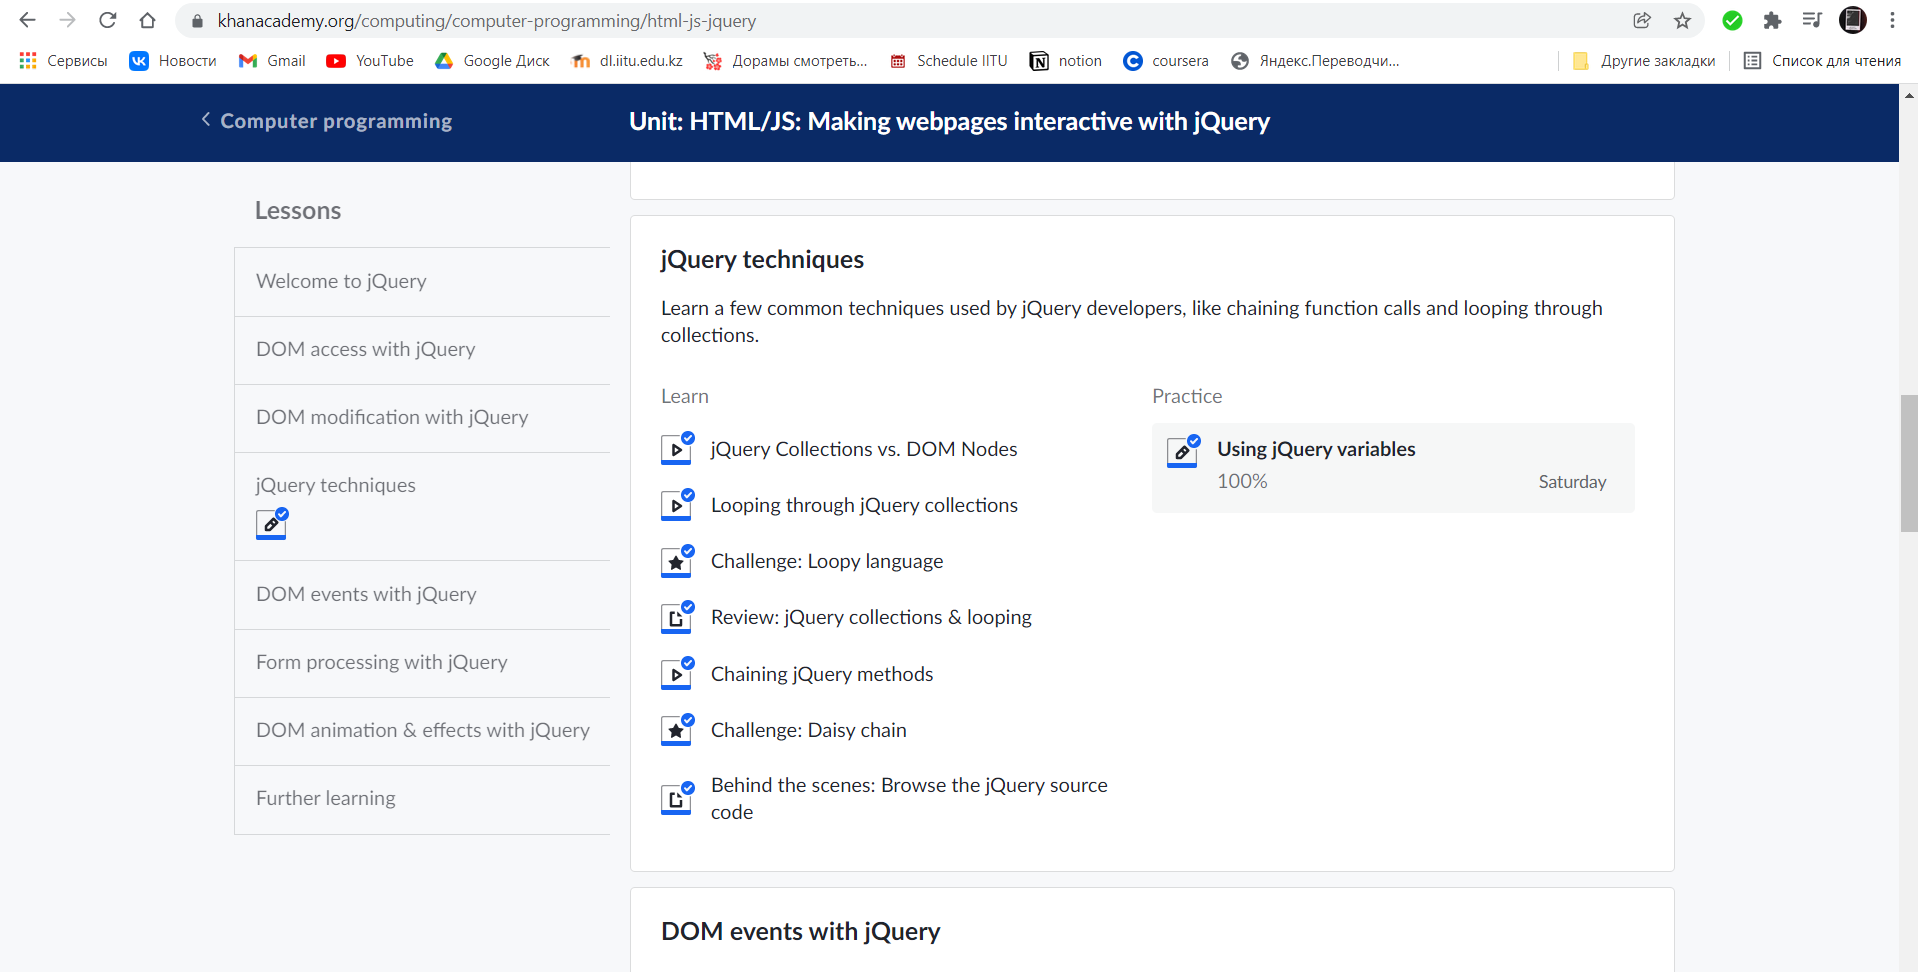 khanacademy.org/computing/computer-programming/html-js-jquery
Сервисы
Новости
Gmail
YouTube
Google Диск
dl.iitu.edu.kz
Дорамы смотреть...
Schedule IITU
notion
coursera
Яндекс.Переводчи...
Другие закладки
Список для чтения
Computer programming
Unit: HTML/JS: Making webpages interactive with jQuery
Lessons
Welcome to jQuery
DOM access with jQuery
DOM modification with jQuery
jQuery techniques
DOM events with jQuery
Form processing with jQuery
DOM animation & effects with jQuery
Further learning
jQuery techniques
Learn a few common techniques used by jQuery developers, like chaining function calls and looping through
collections.
Learn
jQuery Collections vs. DOM Nodes
Looping through jQuery collections
Challenge: Loopy language
Review: jQuery collections & looping
Chaining jQuery methods
Challenge: Daisy chain
Behind the scenes: Browse the jQuery source
code
Practice
Using jQuery variables
100%
Saturday
DOM events with jQuery